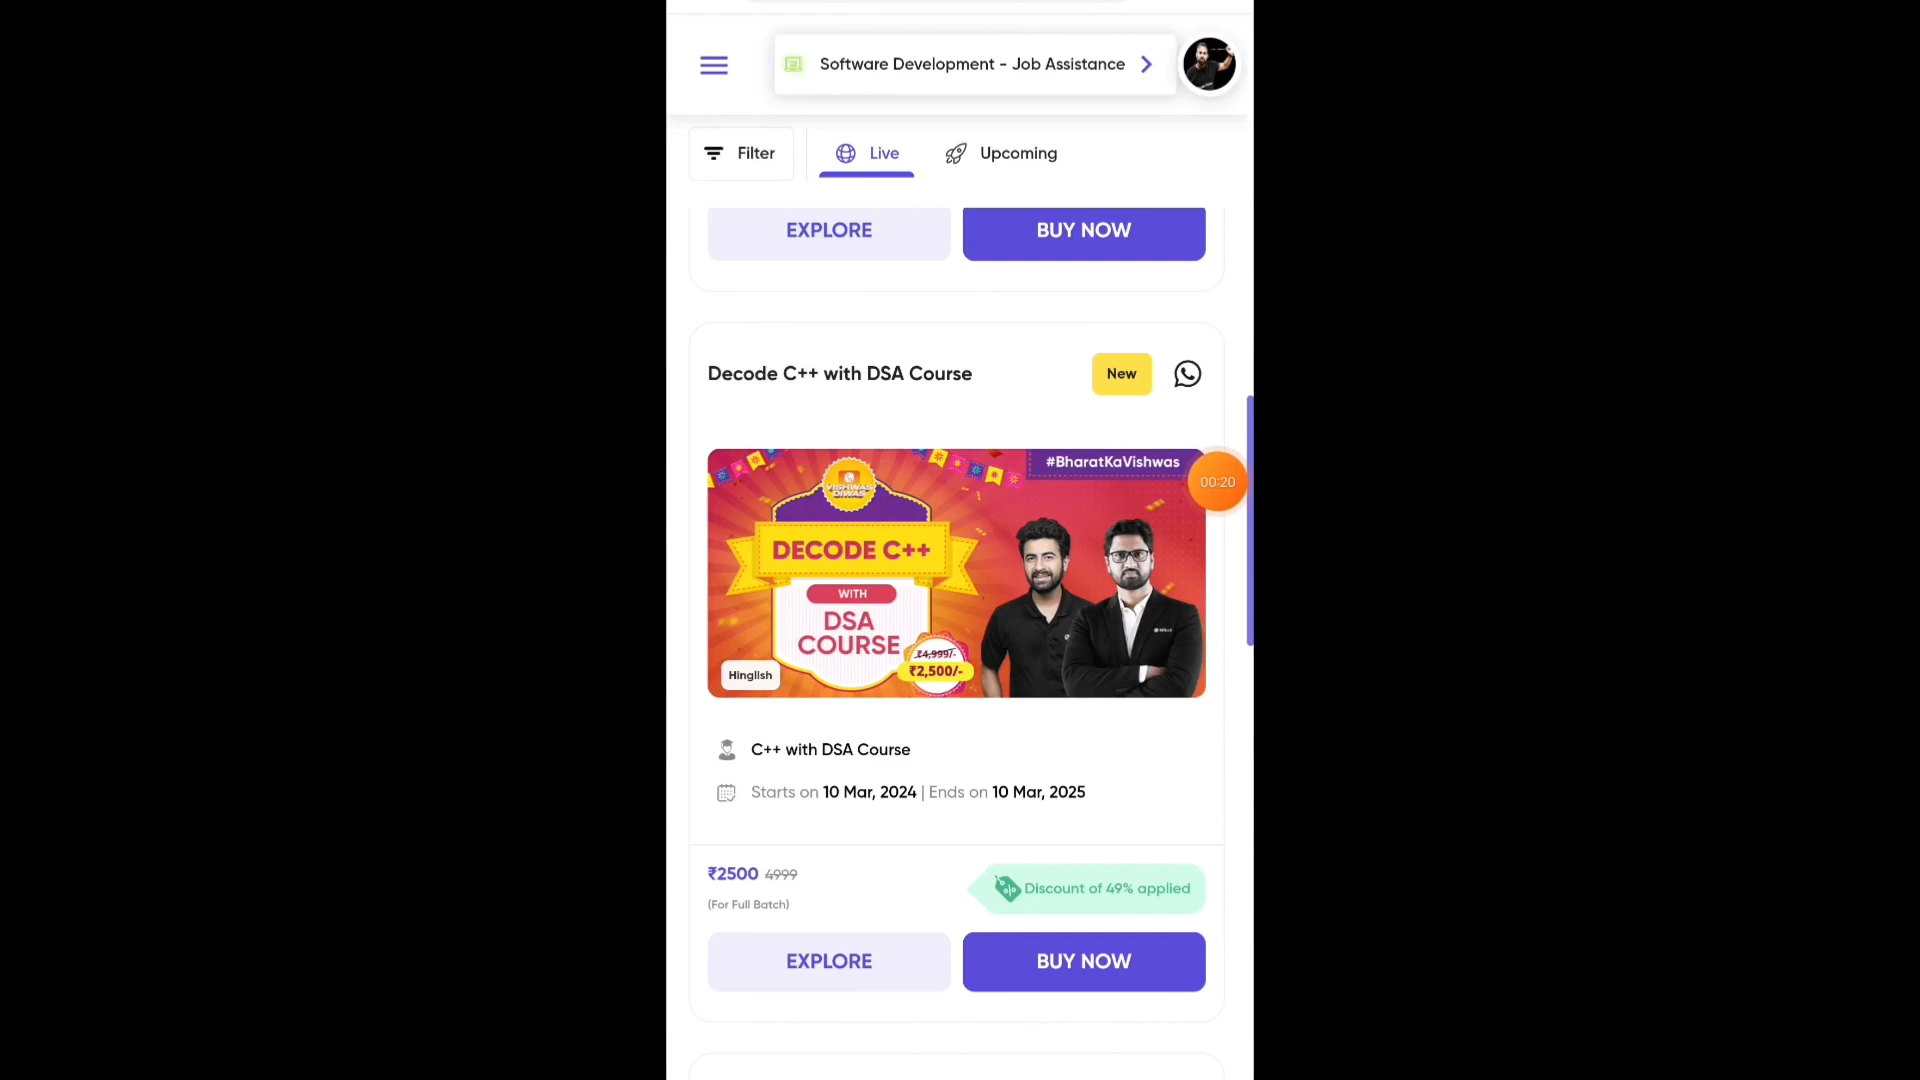 Software Development - Job Assistance
Filter
Live
Upcoming
EXPLORE
BUY NOW
Decode C++ with DSA Course
New
#BharatKaVishwas
VISHWAS
DIWAS
00:20
DECODE C++
WITH
DSA
COURSE
₹4,999/-
₹2,500/-
Hinglish
C++ with DSA Course
Starts on 10 Mar, 2024 | Ends on 10 Mar, 2025
₹2500 4999
Discount of 49% applied
(For Full Batch)
EXPLORE
BUY NOW